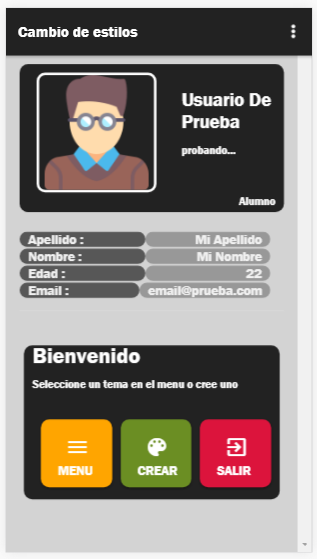 Cambio de estilos
Usuario De
Prueba
probando...
Alumno
Apellido : Mi Apellido
Nombre : Mi Nombre
Edad : 22
Email : email@prueba.com
Bienvenido
Seleccione un tema en el menu o cree uno
MENU CREAR SALIR